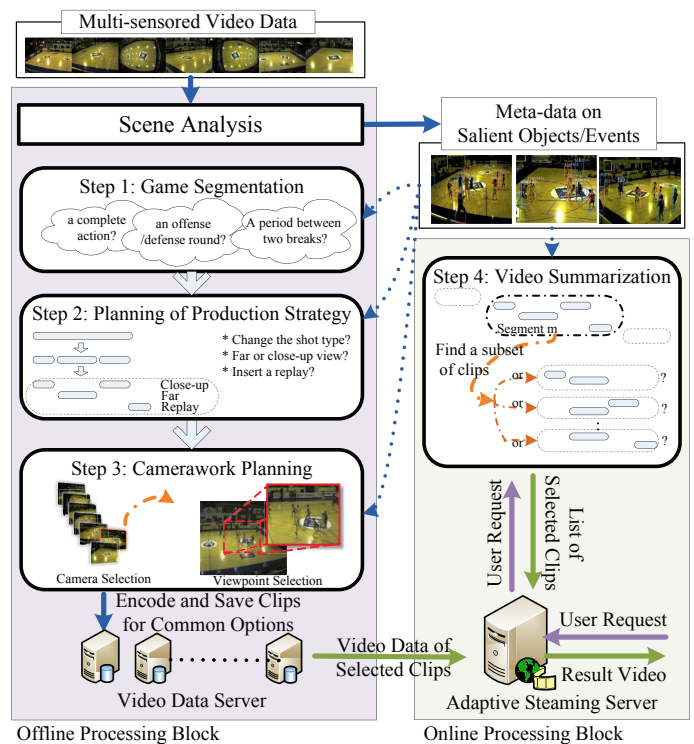 Multi-sensored Video Data
Scene Analysis
Meta-data on
Salient Objects/Events
Step 1: Game Segmentation
a complete
action?
an offense
/defense round?
A period between
two breaks?
Step 2: Planning of Production Strategy
* Change the shot type?
* Far or close-up view?
* Insert a replay?
Close-up
Far
Replay
Step 3: Camerawork Planning
Camera Selection
Viewpoint Selection
Encode and Save Clips
for Common Options
Video Data Server
Offline Processing Block
Step 4: Video Summarization
Segment m
Find a subset
of clips
or
?
or
?
or
?
User Request
List of
Selected Clips
Video Data of
Selected Clips
User Request
Result Video
Adaptive Steaming Server
Online Processing Block